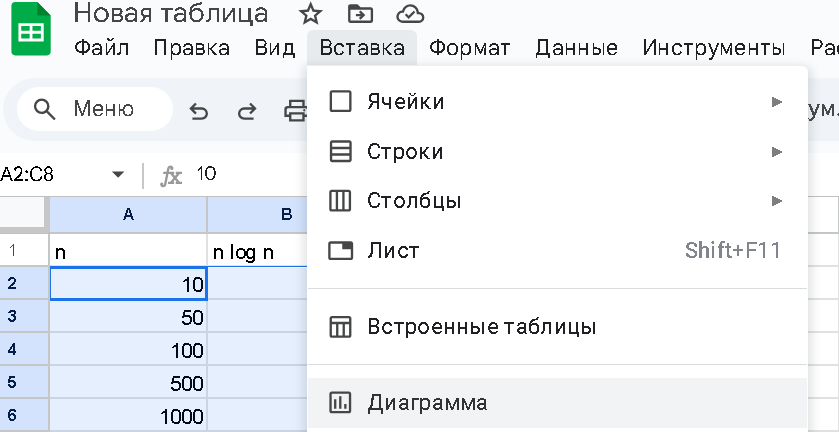 Новая таблица
Файл Правка Вид Вставка Формат Данные Инструменты
Меню
Ячейки
Строки
Столбцы
Лист Shift+F11
Встроенные таблицы
Диаграмма
A2:C8 fx 10
A B
1 n n log n
2 10
3 50
4 100
5 500
6 1000